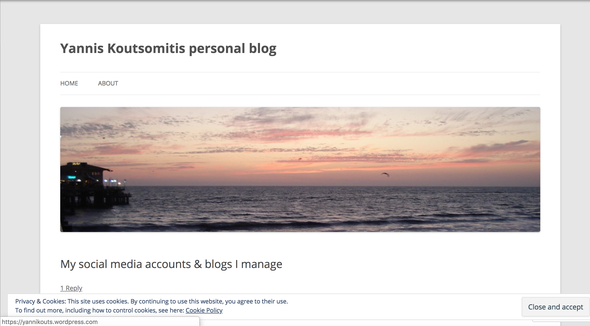 Yannis Koutsomitis personal blog
HOME ABOUT
My social media accounts & blogs I manage
1 Reply
Privacy & Cookies: This site uses cookies. By continuing to use this website, you agree to their use.
To find out more, including how to control cookies, see here: Cookie Policy
Close and accept
https://yannikouts.wordpress.com